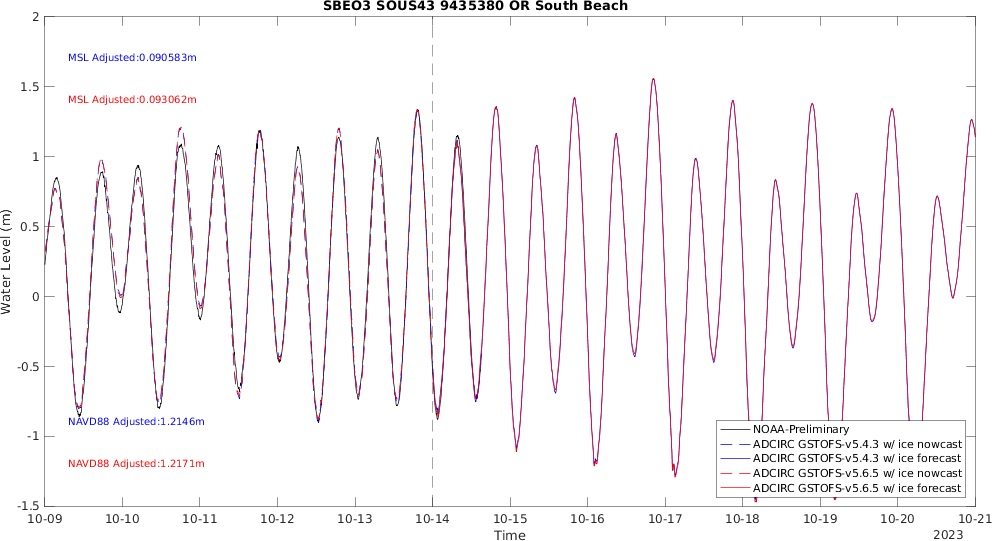 SBEO3 SOUS43 9435380 OR South Beach
2
1.5
1
0.5
0
-0.5
-1
-1.5
Water Level (m)
MSL Adjusted:0.090583m
MSL Adjusted:0.093062m
NAVD88 Adjusted:1.2146m
NAVD88 Adjusted:1.2171m
NOAA-Preliminary
ADCIRC GSTOFS-v5.4.3 w/ ice nowcast
ADCIRC GSTOFS-v5.4.3 w/ ice forecast
ADCIRC GSTOFS-v5.6.5 w/ ice nowcast
ADCIRC GSTOFS-v5.6.5 w/ ice forecast
10-09 10-10 10-11 10-12 10-13 10-14 10-15 10-16 10-17 10-18 10-19 10-20 10-21
Time
2023